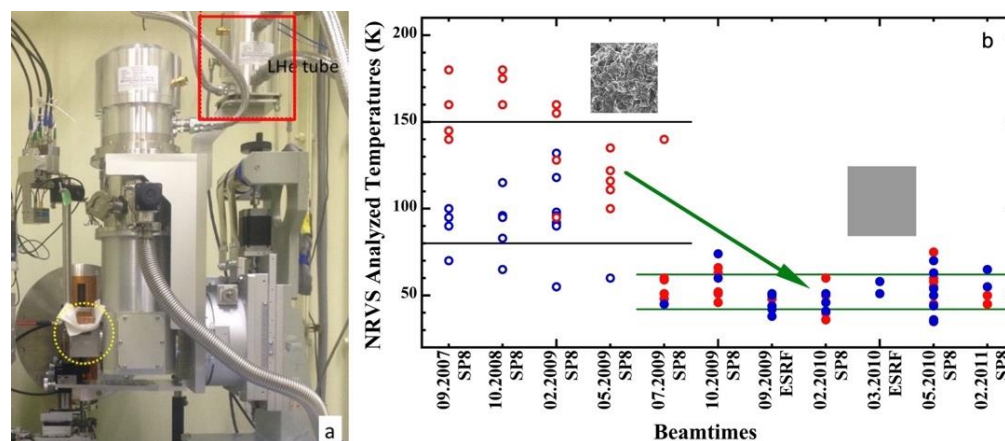 LHe tube
a
b
NRVS Analyzed Temperatures (K)
200
150
100
50
09.2007 SP8
10.2008 SP8
02.2009 SP8
05.2009 SP8
07.2009 SP8
10.2009 SP8
09.2009 ESRF
02.2010 SP8
03.2010 ESRF
05.2010 SP8
02.2011 SP8
Beamtimes